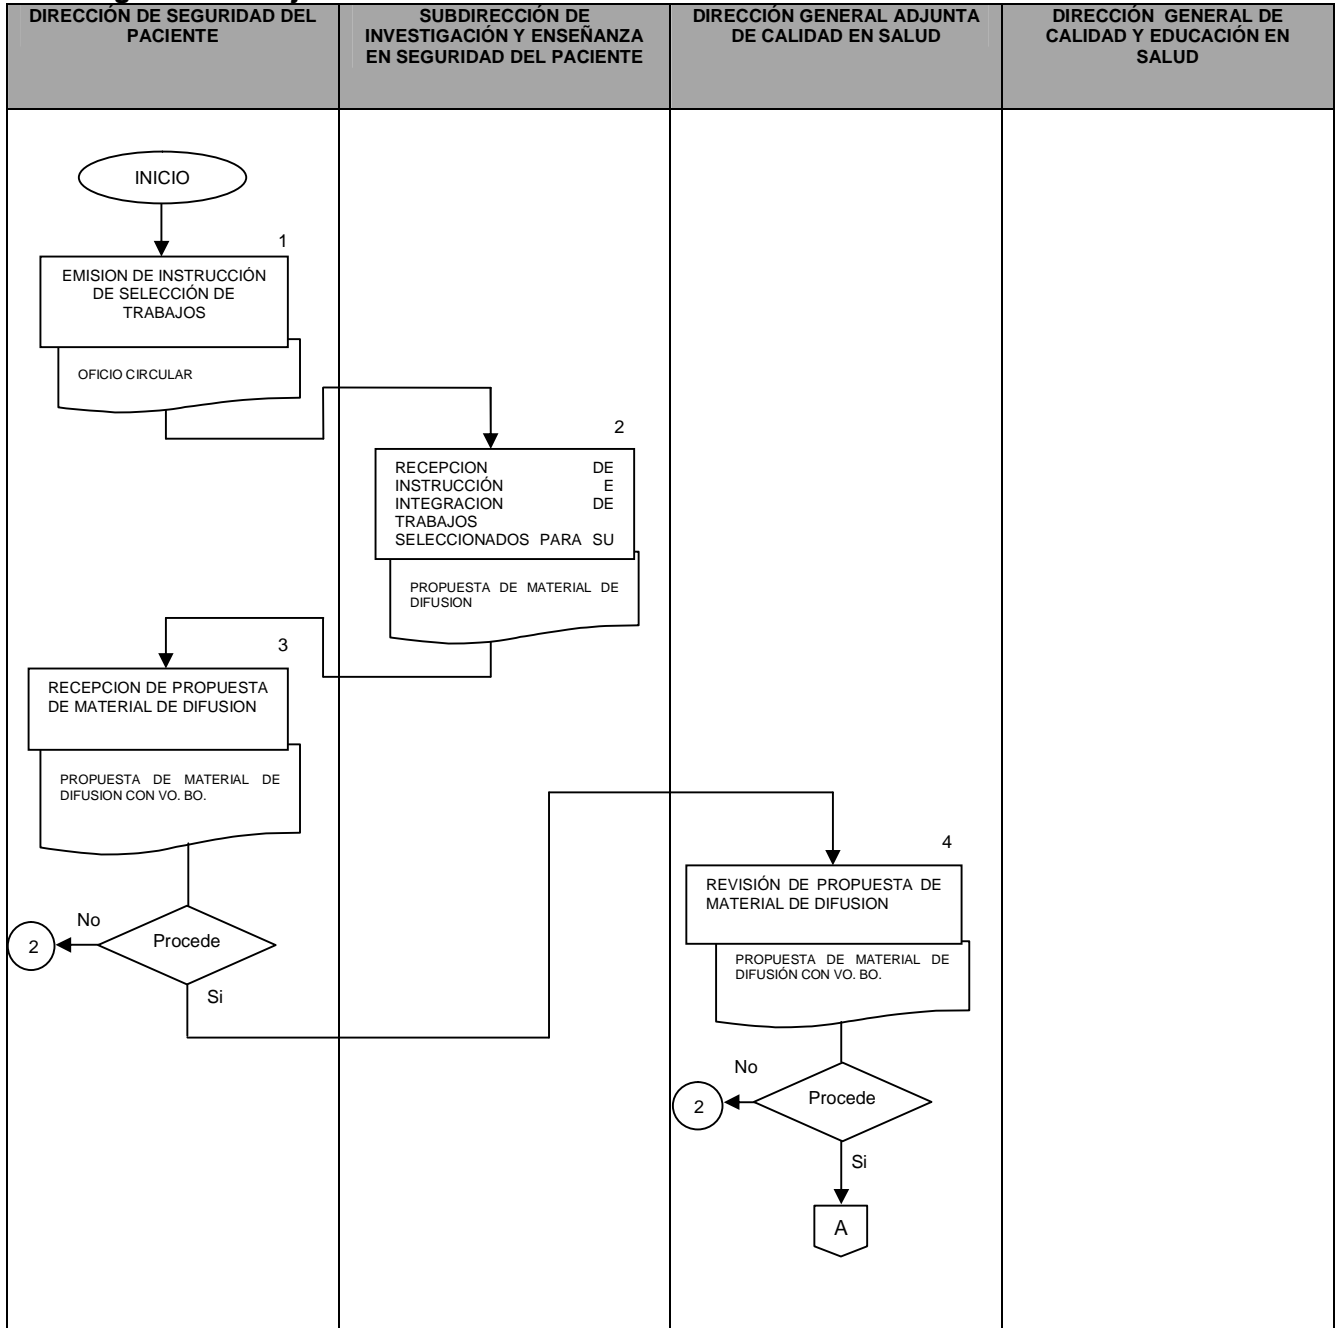 DIRECCIÓN DE SEGURIDAD DEL
PACIENTE
SUBDIRECCIÓN DE
INVESTIGACIÓN Y ENSEÑANZA
EN SEGURIDAD DEL PACIENTE
DIRECCIÓN GENERAL ADJUNTA
DE CALIDAD EN SALUD
DIRECCIÓN GENERAL DE
CALIDAD Y EDUCACIÓN EN
SALUD
INICIO
1
EMISION DE INSTRUCCIÓN
DE SELECCIÓN DE
TRABAJOS
OFICIO CIRCULAR
2
RECEPCION DE
INSTRUCCIÓN E
INTEGRACION DE
TRABAJOS
SELECCIONADOS PARA SU
PROPUESTA DE MATERIAL DE
DIFUSION
3
RECEPCION DE PROPUESTA
DE MATERIAL DE DIFUSION
PROPUESTA DE MATERIAL DE
DIFUSION CON VO. BO.
No
2
Procede
Si
4
REVISIÓN DE PROPUESTA DE
MATERIAL DE DIFUSION
PROPUESTA DE MATERIAL DE
DIFUSIÓN CON VO. BO.
No
2
Procede
Si
A